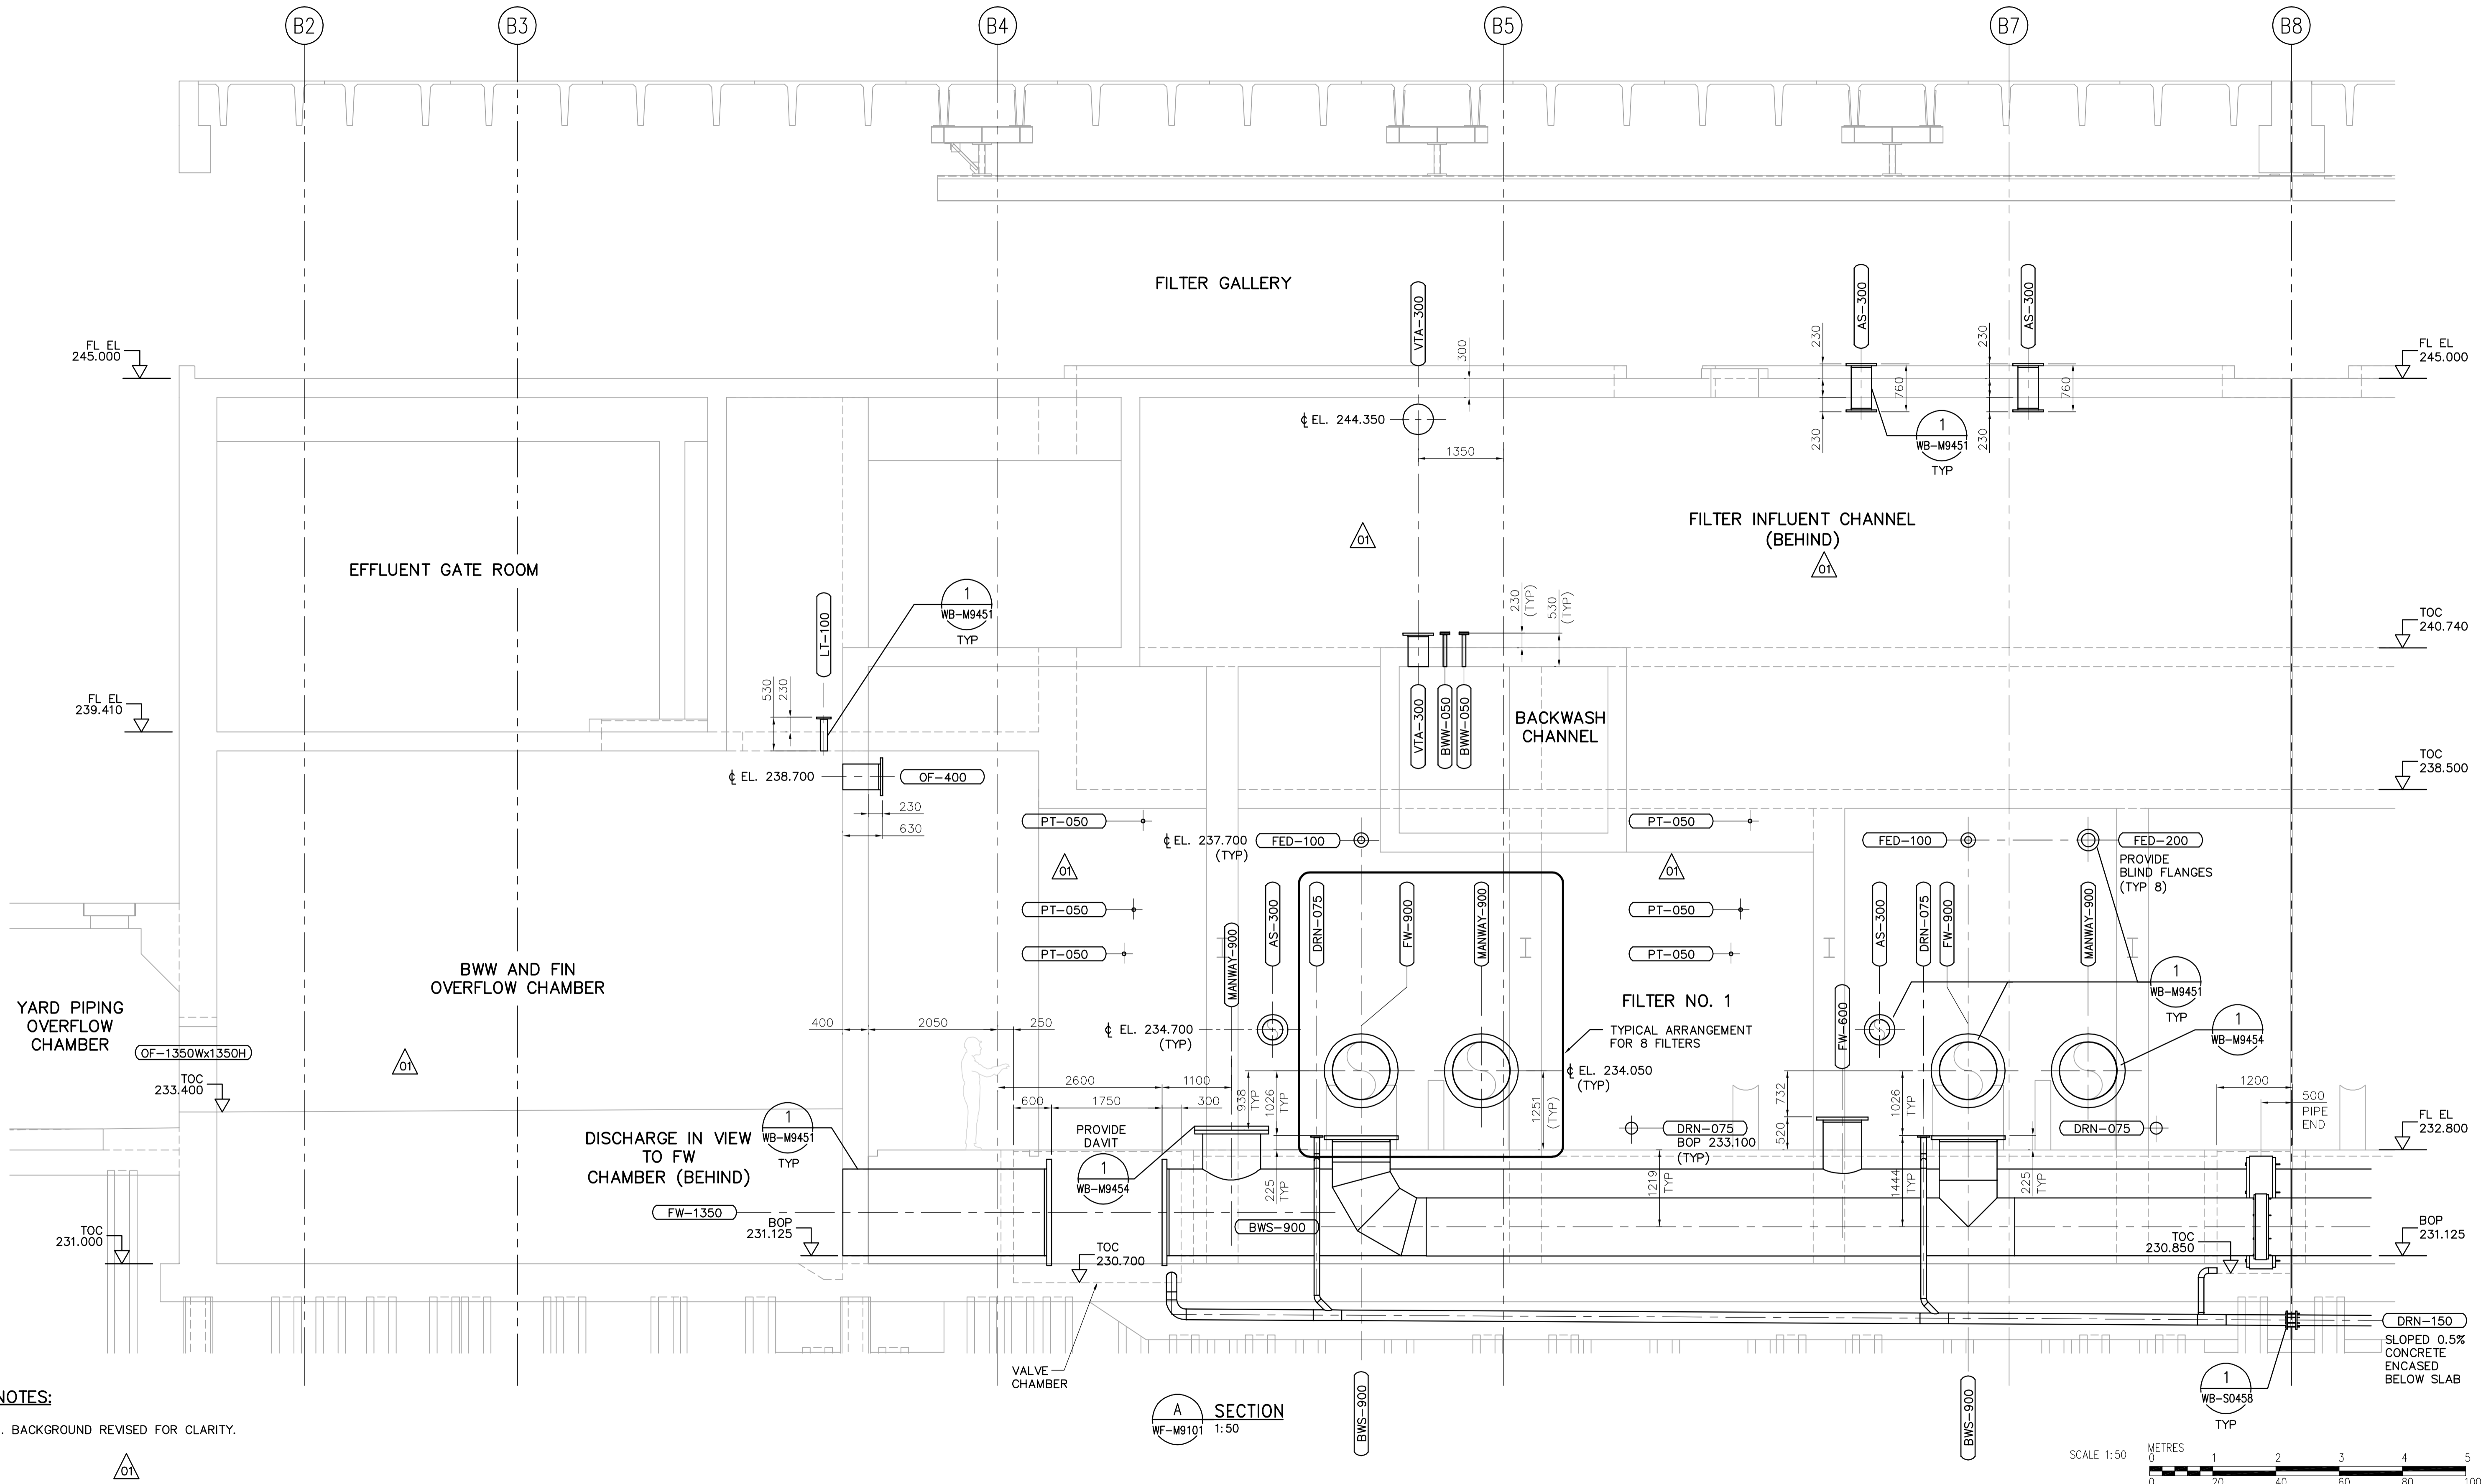 B2
B3
B4
B5
B7
B8
FILTER GALLERY
VTA-300
AS-300
AS-300
300
230
230
760
760
230
230
FL EL
245.000
FL EL
245.000
℄ EL. 244.350
1350
1
WB-M9451
TYP
FILTER INFLUENT CHANNEL
(BEHIND)
01
01
EFFLUENT GATE ROOM
1
WB-M9451
TYP
LT-100
530
230
230
(TYP)
530
(TYP)
TOC
240.740
FL EL
239.410
VTA-300
BWW-050
BWW-050
BACKWASH
CHANNEL
℄ EL. 238.700
OF-400
230
630
TOC
238.500
PT-050
PT-050
℄ EL. 237.700
(TYP)
FED-100
FED-100
FED-200
PROVIDE
BLIND FLANGES
(TYP 8)
01
01
PT-050
PT-050
PT-050
PT-050
MANWAY-900
AS-300
DRN-075
FW-900
MANWAY-900
AS-300
DRN-075
FW-900
MANWAY-900
BWW AND FIN
OVERFLOW CHAMBER
YARD PIPING
OVERFLOW
CHAMBER
OF-1350Wx1350H
01
FILTER NO. 1
TYPICAL ARRANGEMENT
FOR 8 FILTERS
℄ EL. 234.050
(TYP)
FW-600
1
WB-M9451
TYP
1
WB-M9454
400
2050
250
℄ EL. 234.700
(TYP)
TOC
233.400
2600
1100
600
1750
300
938
TYP
1026
TYP
1251
(TYP)
732
520
1026
TYP
1200
500
PIPE
END
FL EL
232.800
1
WB-M9451
TYP
DISCHARGE IN VIEW
TO FW
CHAMBER (BEHIND)
PROVIDE
DAVIT
1
WB-M9454
DRN-075
BOP 233.100
(TYP)
DRN-075
225
TYP
1219
TYP
1444
TYP
225
TYP
FW-1350
BWS-900
TOC
231.000
BOP
231.125
TOC
230.700
TOC
230.850
BOP
231.125
DRN-150
SLOPED 0.5%
CONCRETE
ENCASED
BELOW SLAB
VALVE
CHAMBER
1
WB-S0458
TYP
BWS-900
BWS-900
A
WF-M9101
SECTION
1:50
NOTES:
. BACKGROUND REVISED FOR CLARITY.
01
SCALE 1:50
METRES
0 1 2 3 4 5
0 20 40 60 80 100